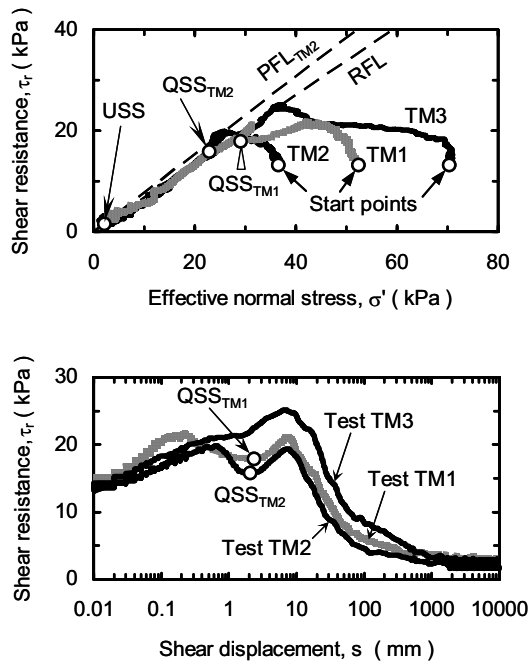 Shear resistance, τr ( kPa )
40
20
0
PFLTM2
RFL
QSSTM2
USS
TM3
TM2
TM1
QSSTM1
Start points
0 20 40 60 80
Effective normal stress, σ' ( kPa )
Shear resistance, τr ( kPa )
30
20
10
0
QSSTM1
Test TM3
QSSTM2
Test TM1
Test TM2
0.01 0.1 1 10 100 1000 10000
Shear displacement, s ( mm )